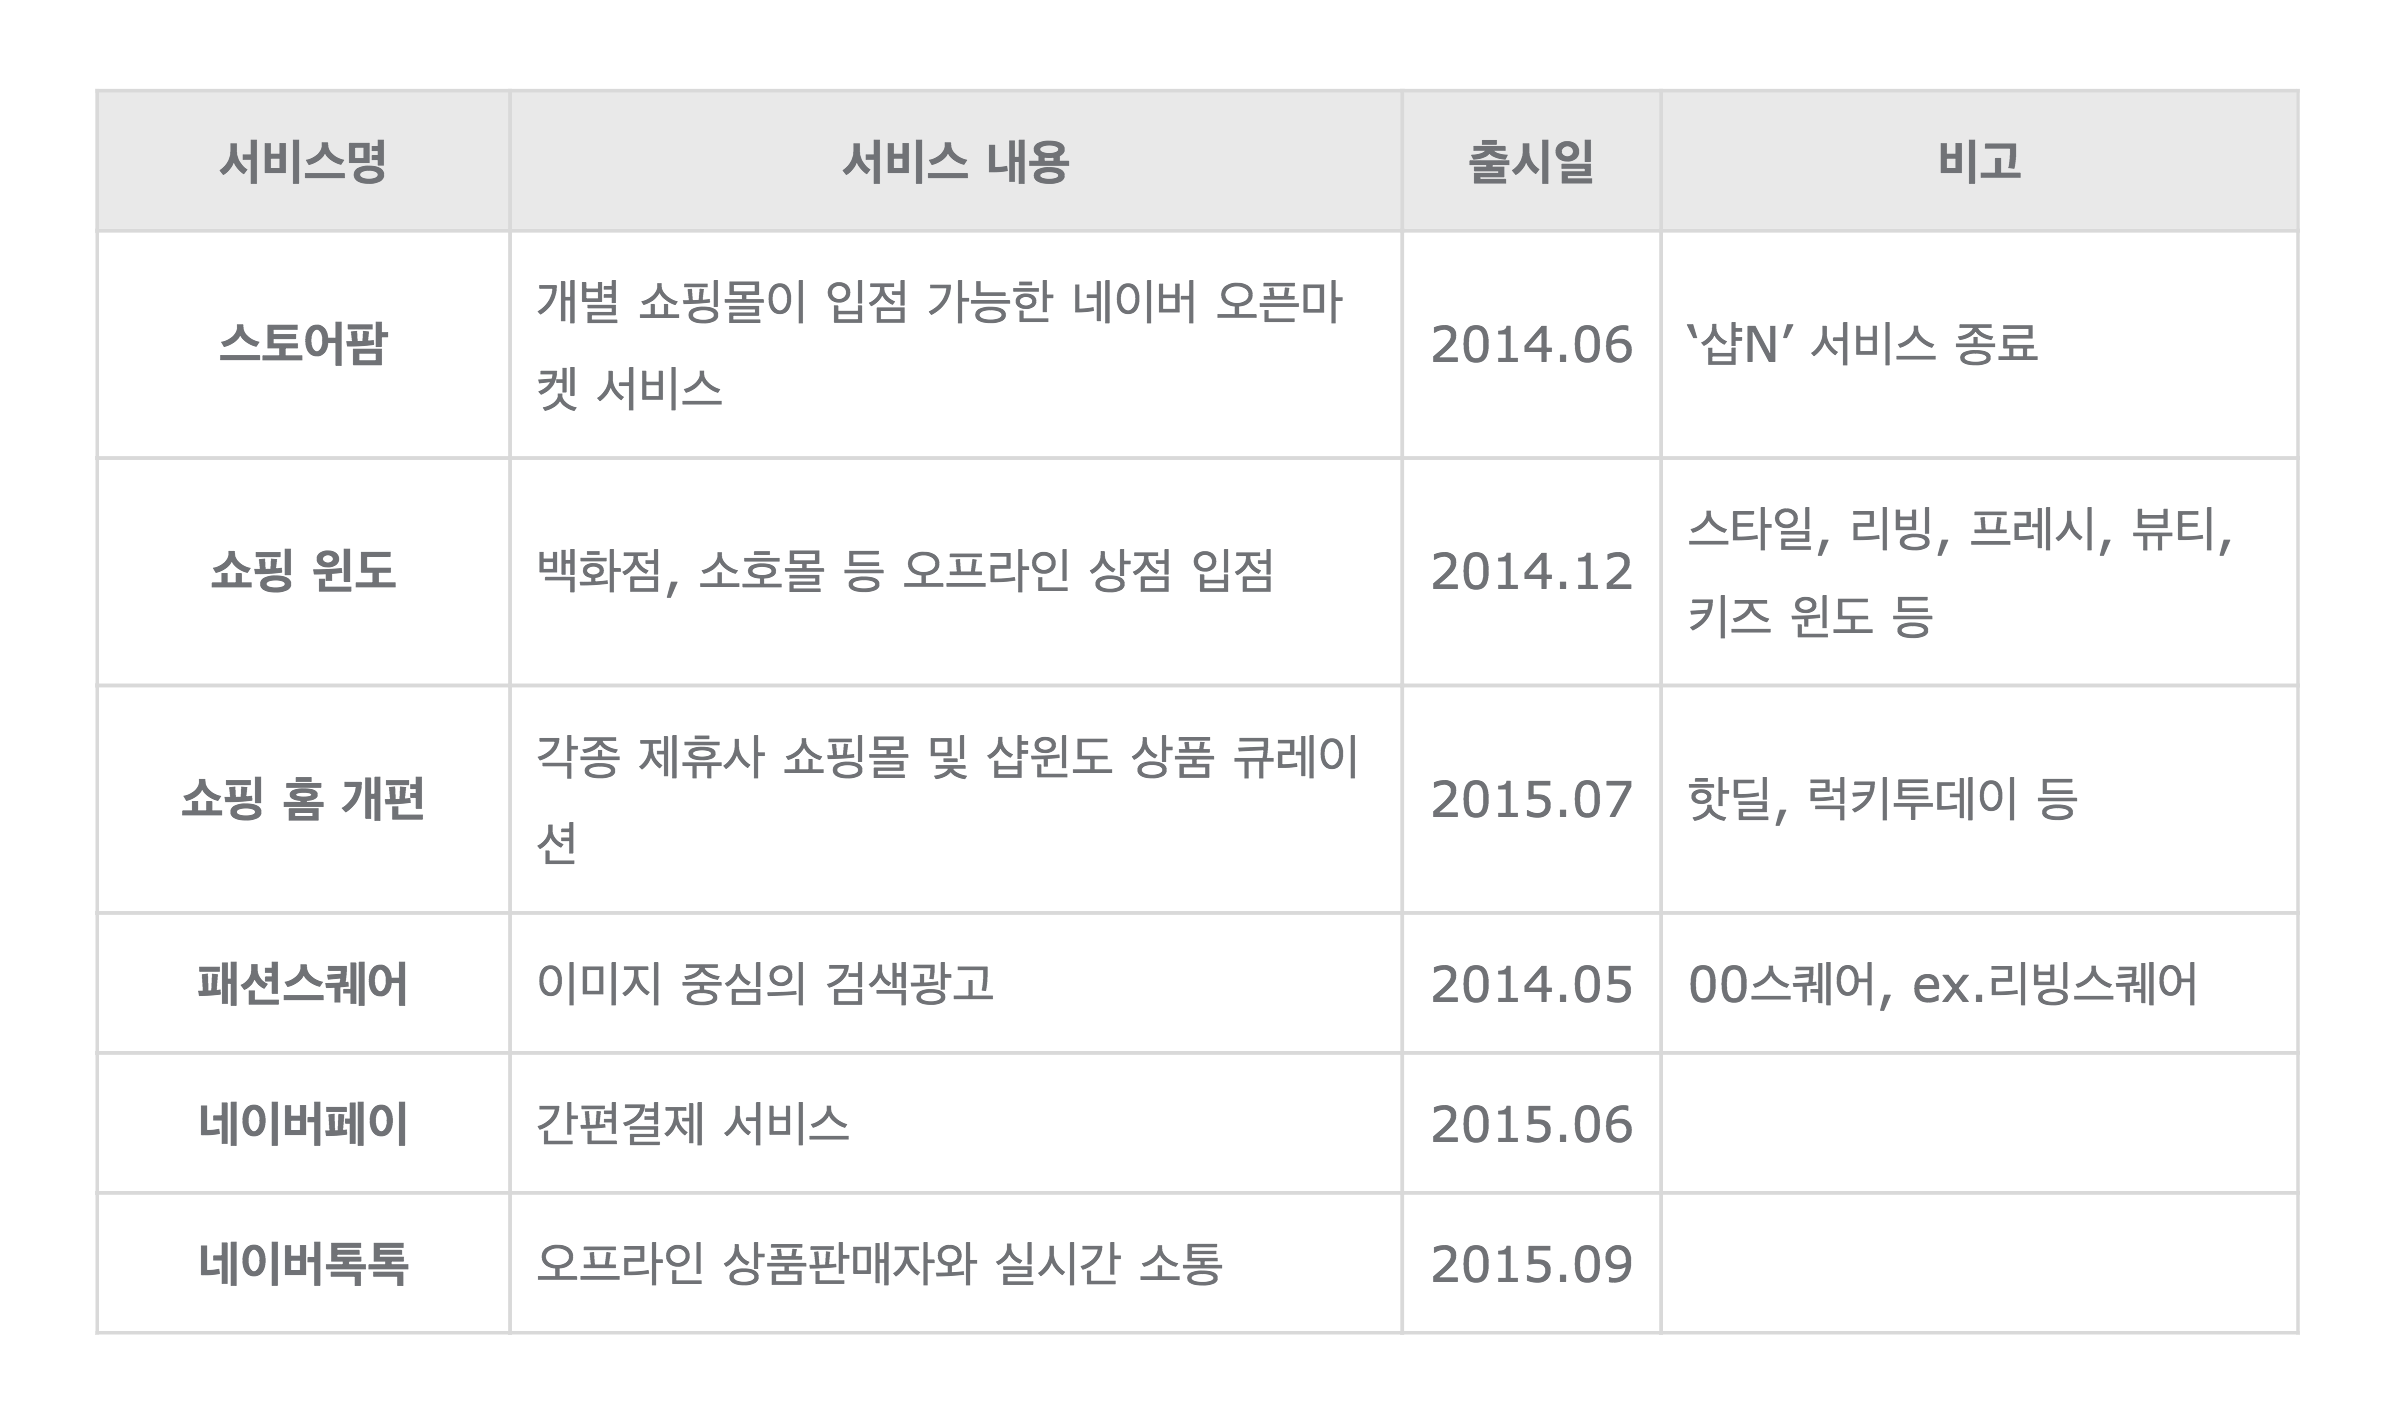 서비스명 서비스 내용 출시일 비고
스토어팜 개별 쇼핑몰이 입점 가능한 네이버 오픈마
켓 서비스 2014.06 ‘샵N’ 서비스 종료
쇼핑 윈도 백화점, 소호몰 등 오프라인 상점 입점 2014.12 스타일, 리빙, 프레시, 뷰티,
키즈 윈도 등
쇼핑 홈 개편 각종 제휴사 쇼핑몰 및 샵윈도 상품 큐레이
션 2015.07 핫딜, 럭키투데이 등
패션스퀘어 이미지 중심의 검색광고 2014.05 00스퀘어, ex.리빙스퀘어
네이버페이 간편결제 서비스 2015.06
네이버톡톡 오프라인 상품판매자와 실시간 소통 2015.09